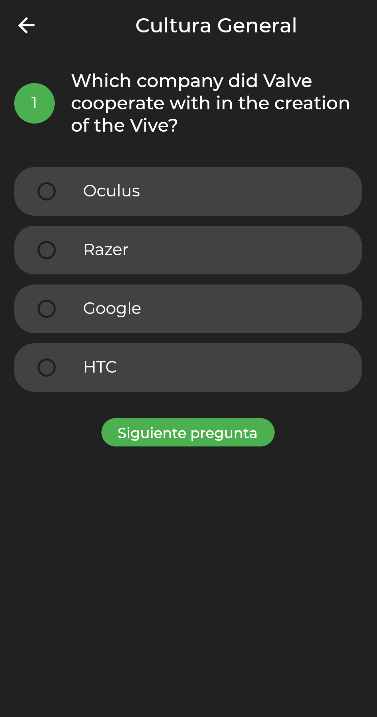 Cultura General
1
Which company did Valve
cooperate with in the creation
of the Vive?
Oculus
Razer
Google
HTC
Siguiente pregunta